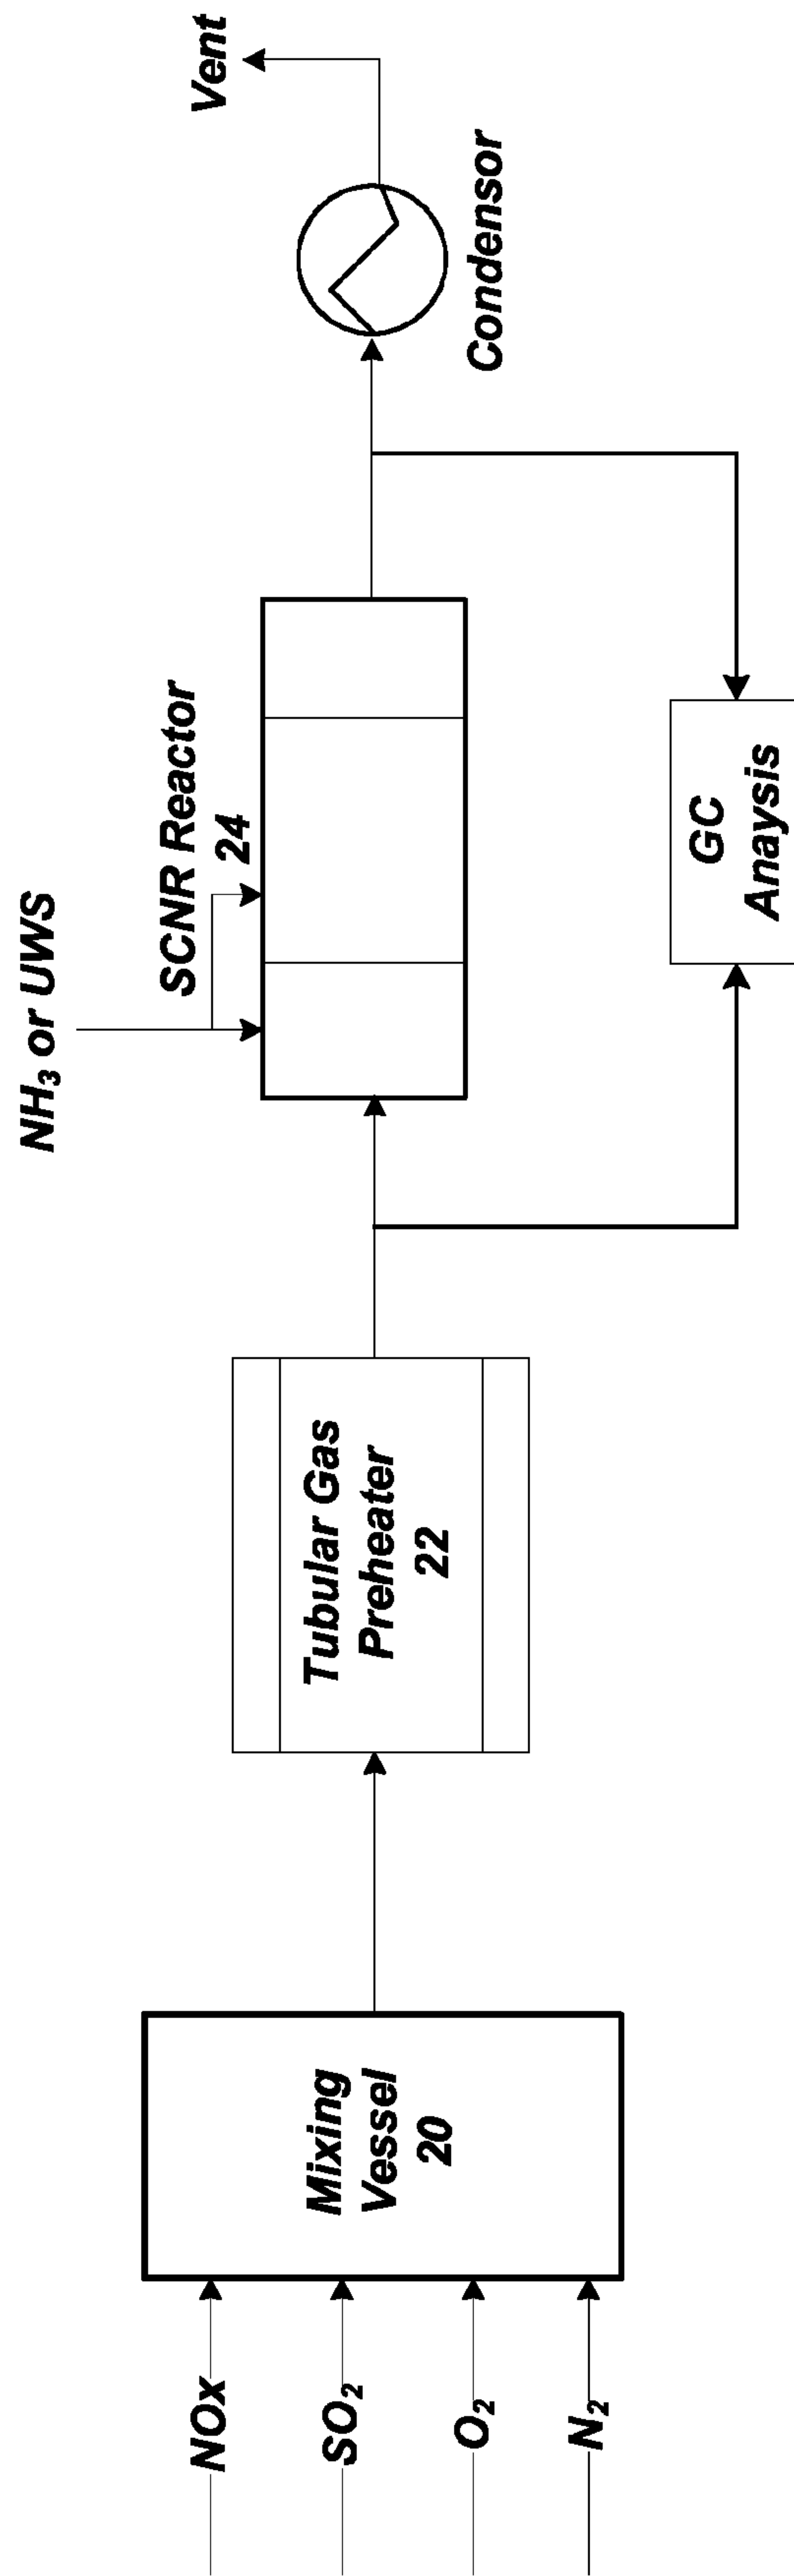 NOx
SO₂
O₂
N₂
Mixing
Vessel
20
Tubular Gas
Preheater
22
NH₃ or UWS
SCNR Reactor
24
GC
Anaysis
Condensor
Vent